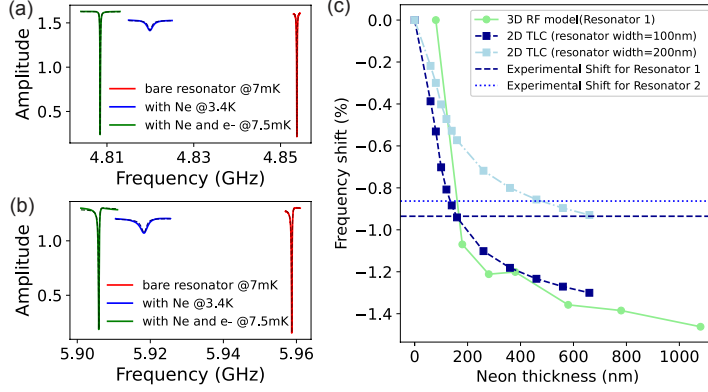 (a)
Amplitude
1.5
1.0
0.5
bare resonator @7mK
with Ne @3.4K
with Ne and e- @7.5mK
4.81
4.83
4.85
Frequency (GHz)
(b)
Amplitude
1.0
0.5
bare resonator @7mK
with Ne @3.4K
with Ne and e- @7.5mK
5.90
5.92
5.94
5.96
Frequency (GHz)
(c)
Frequency shift (%)
0.0
−0.2
−0.4
−0.6
−0.8
−1.0
−1.2
−1.4
3D RF model(Resonator 1)
2D TLC (resonator width=100nm)
2D TLC (resonator width=200nm)
Experimental Shift for Resonator 1
Experimental Shift for Resonator 2
0
200
400
600
800
1000
Neon thickness (nm)